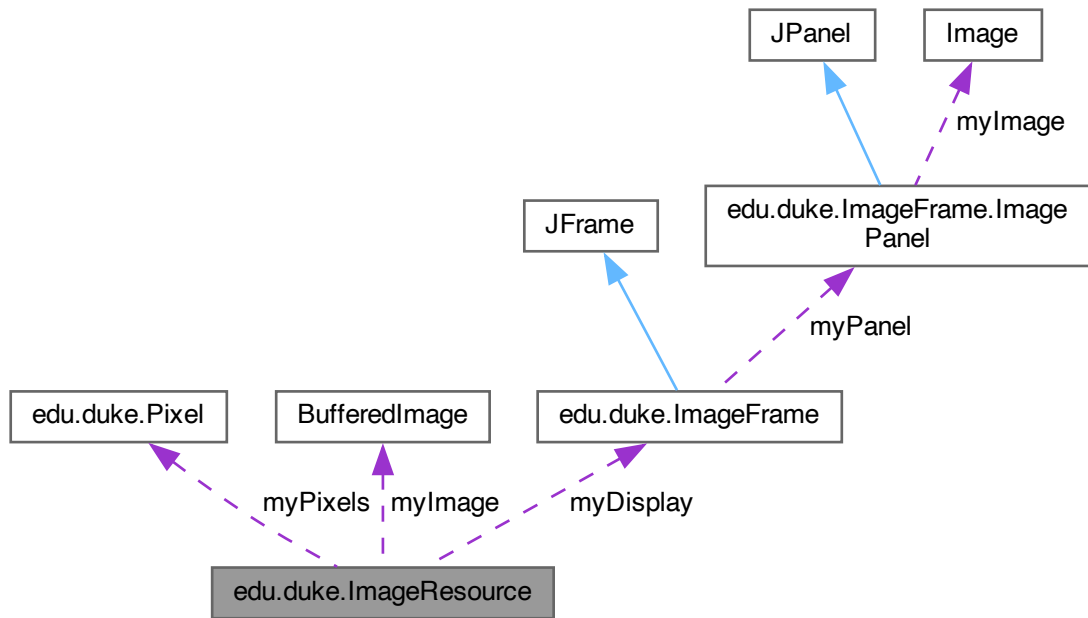 JPanel
Image
myImage
edu.duke.ImageFrame.Image
Panel
JFrame
myPanel
edu.duke.Pixel
BufferedImage
edu.duke.ImageFrame
myPixels
myImage
myDisplay
edu.duke.ImageResource